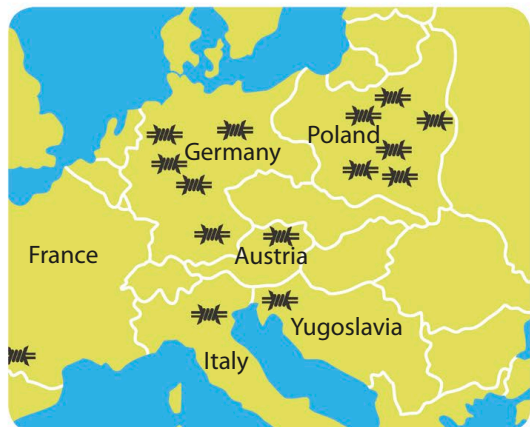 Poland
Germany
France
Austria
Yugoslavia
Italy